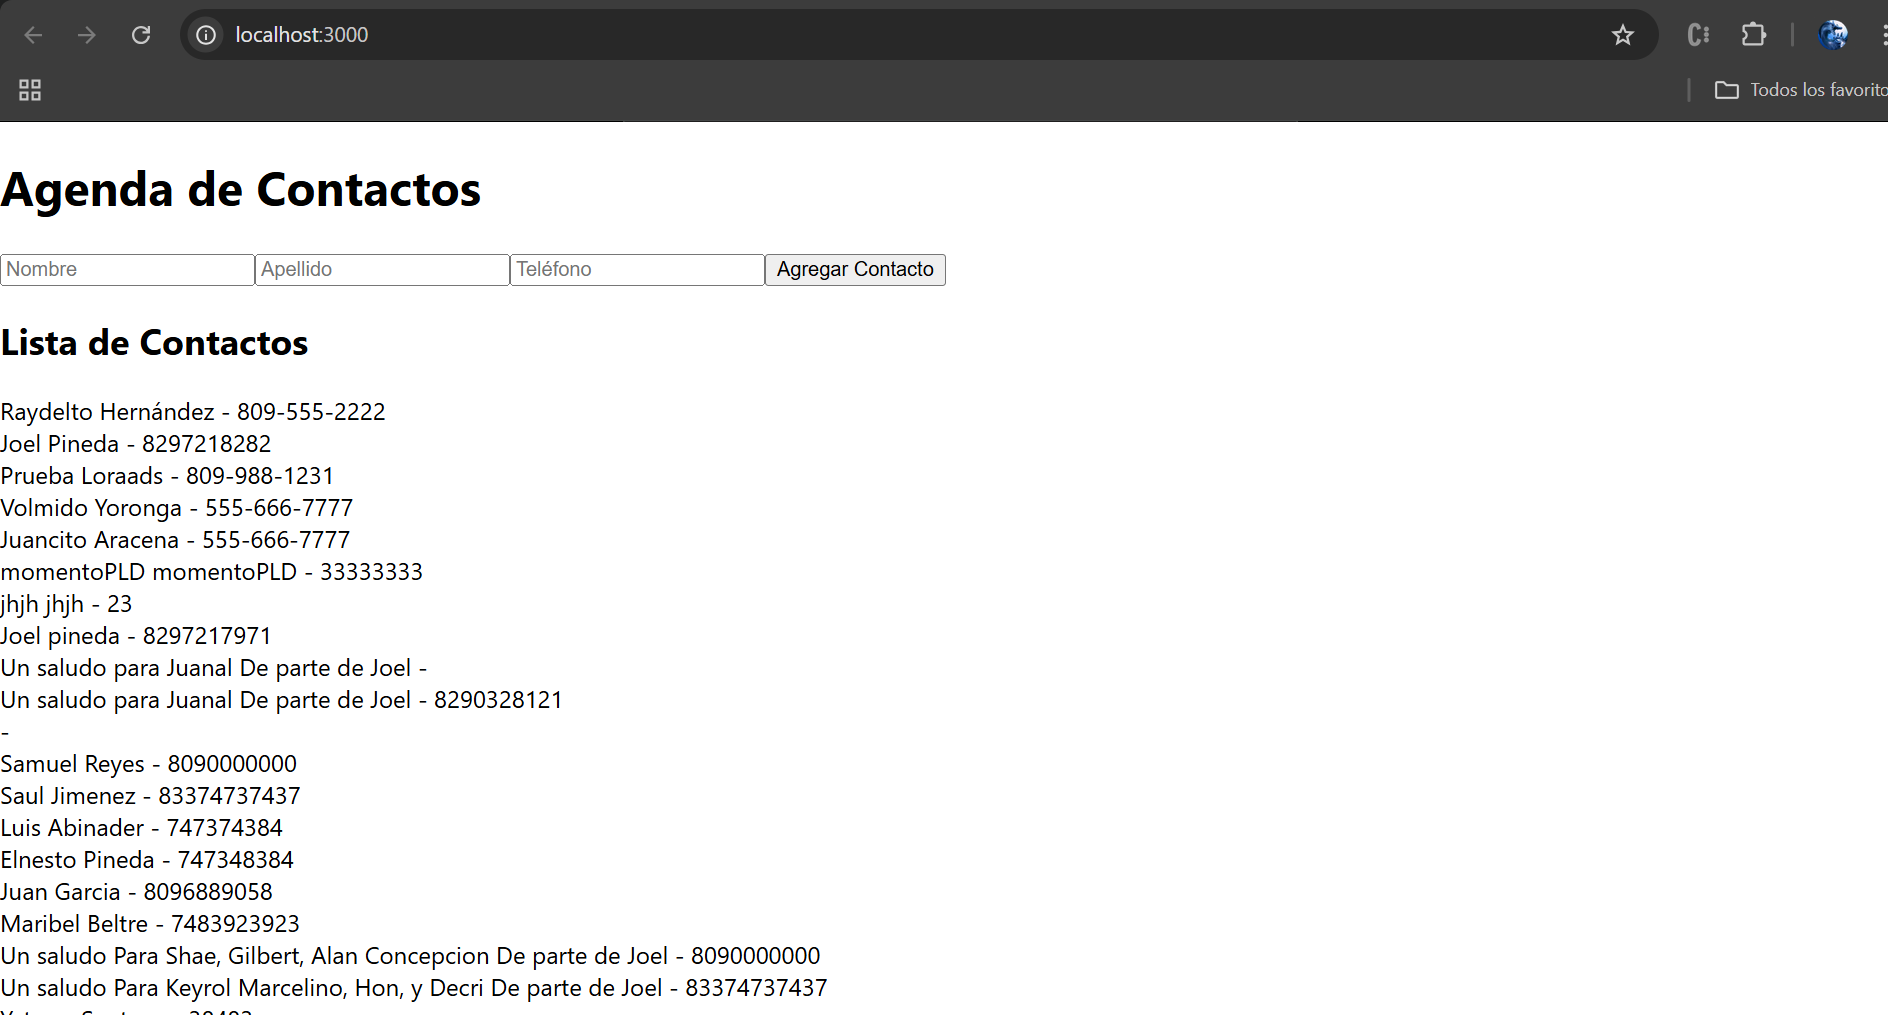 localhost:3000
Todos los favorito
Agenda de Contactos
Nombre Apellido Teléfono Agregar Contacto
Lista de Contactos
Raydelto Hernández - 809-555-2222
Joel Pineda - 8297218282
Prueba Loraads - 809-988-1231
Volmido Yoronga - 555-666-7777
Juancito Aracena - 555-666-7777
momentoPLD momentoPLD - 33333333
jhjh jhjh - 23
Joel pineda - 8297217971
Un saludo para Juanal De parte de Joel -
Un saludo para Juanal De parte de Joel - 8290328121
-
Samuel Reyes - 8090000000
Saul Jimenez - 83374737437
Luis Abinader - 747374384
Elnesto Pineda - 747348384
Juan Garcia - 8096889058
Maribel Beltre - 7483923923
Un saludo Para Shae, Gilbert, Alan Concepcion De parte de Joel - 8090000000
Un saludo Para Keyrol Marcelino, Hon, y Decri De parte de Joel - 83374737437